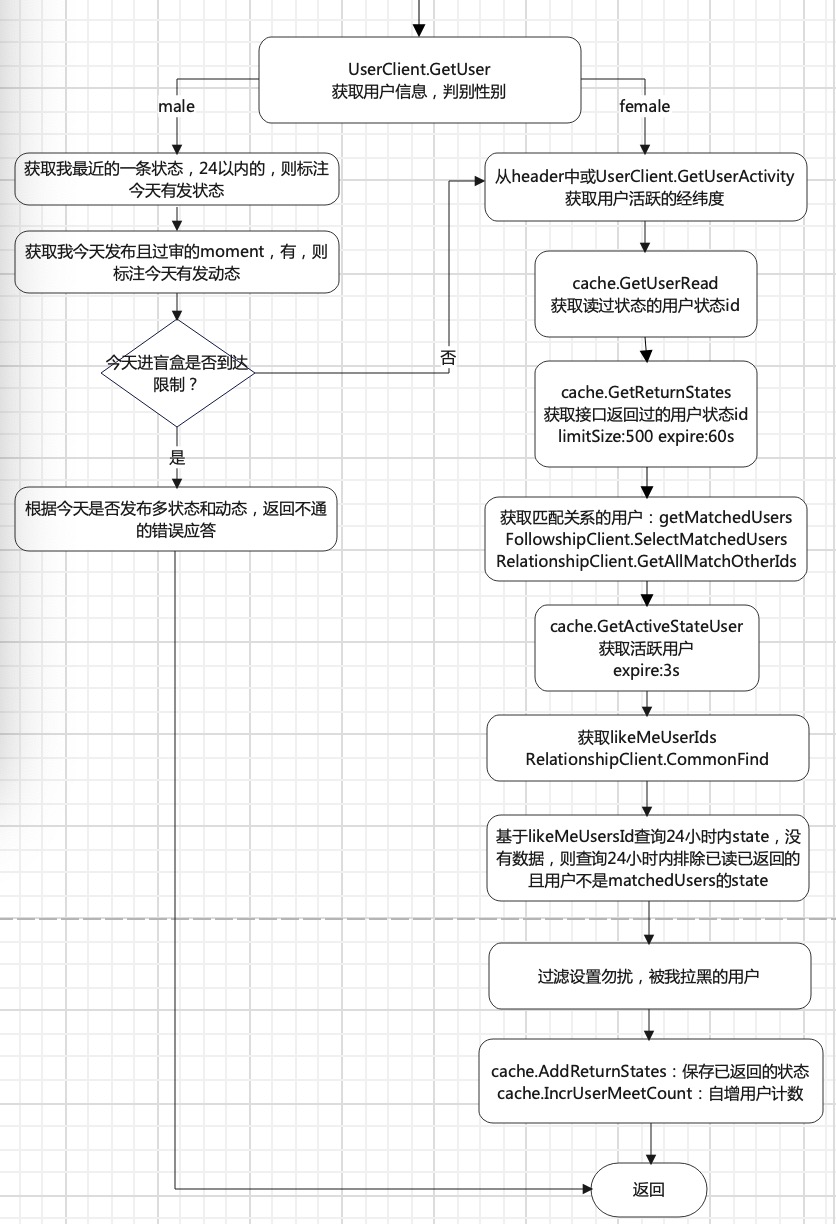 UserClient.GetUser
获取用户信息，判别性别
male
female
获取我最近的一条状态，24以内的，则标注
今天有发状态
获取我今天发布且过审的moment，有，则
标注今天有发动态
今天进盲盒是否到达
限制？
否
是
根据今天是否发布多状态和动态，返回不通
的错误应答
从header中或UserClient.GetUserActivity
获取用户活跃的经纬度
cache.GetUserRead
获取读过状态的用户状态id
cache.GetReturnStates
获取接口返回过的用户状态id
limitSize:500 expire:60s
获取匹配关系的用户：getMatchedUsers
FollowshipClient.SelectMatchedUsers
RelationshipClient.GetAllMatchOtherIds
cache.GetActiveStateUser
获取活跃用户
expire:3s
获取likeMeUserIds
RelationshipClient.CommonFind
基于likeMeUsersId查询24小时内state，没
有数据，则查询24小时内排除已读已返回的
且用户不是matchedUsers的state
过滤设置勿扰，被我拉黑的用户
cache.AddReturnStates：保存已返回的状态
cache.IncrUserMeetCount：自增用户计数
返回